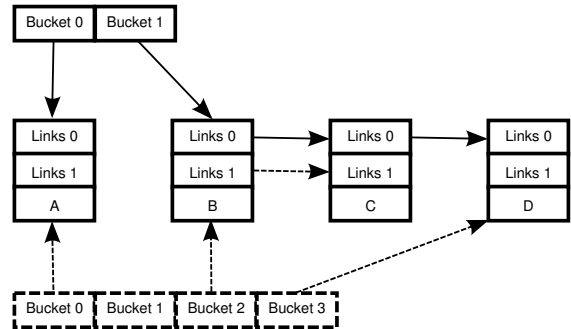 Bucket 0 Bucket 1
Links 0 Links 0 Links 0 Links 0
Links 1 Links 1 Links 1 Links 1
A B C D
Bucket 0 Bucket 1 Bucket 2 Bucket 3